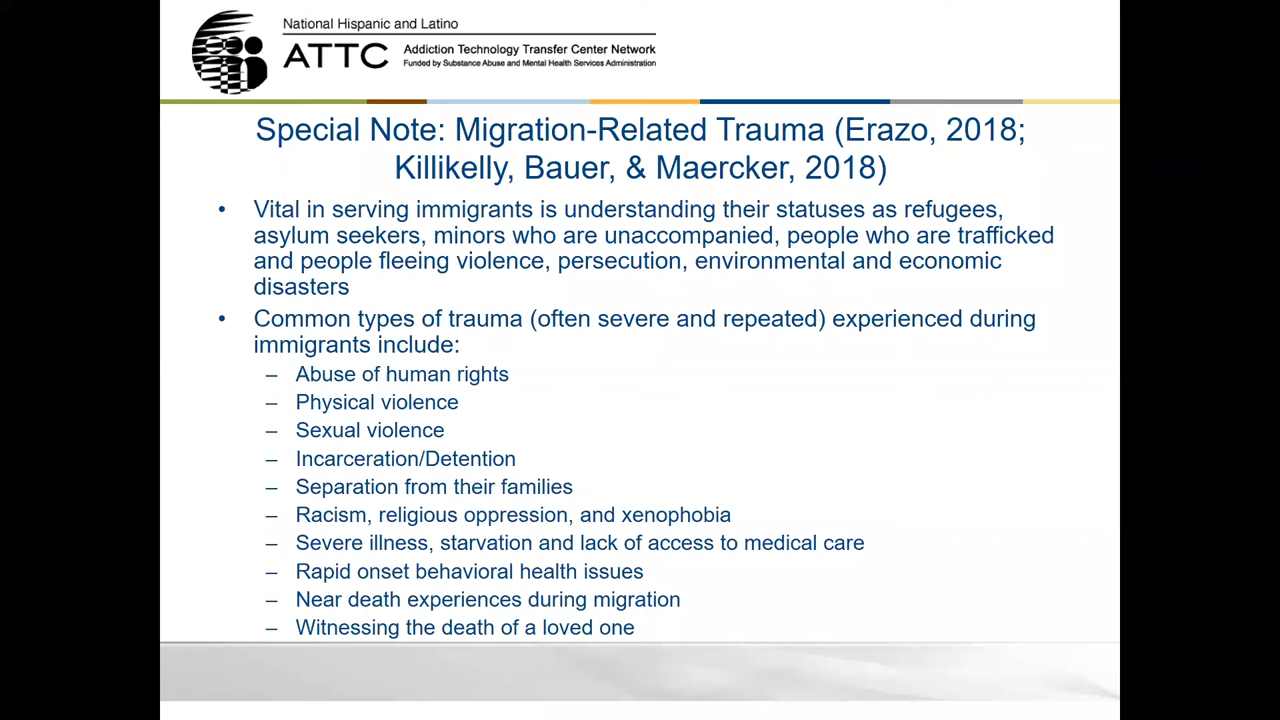 National Hispanic and Latino
ATTC
Addiction Technology Transfer Center Network
Funded by Substance Abuse and Mental Health Services Administration
Special Note: Migration-Related Trauma (Erazo, 2018;
Killikelly, Bauer, & Maercker, 2018)
• Vital in serving immigrants is understanding their statuses as refugees,
asylum seekers, minors who are unaccompanied, people who are trafficked
and people fleeing violence, persecution, environmental and economic
disasters
• Common types of trauma (often severe and repeated) experienced during
immigrants include:
– Abuse of human rights
– Physical violence
– Sexual violence
– Incarceration/Detention
– Separation from their families
– Racism, religious oppression, and xenophobia
– Severe illness, starvation and lack of access to medical care
– Rapid onset behavioral health issues
– Near death experiences during migration
– Witnessing the death of a loved one